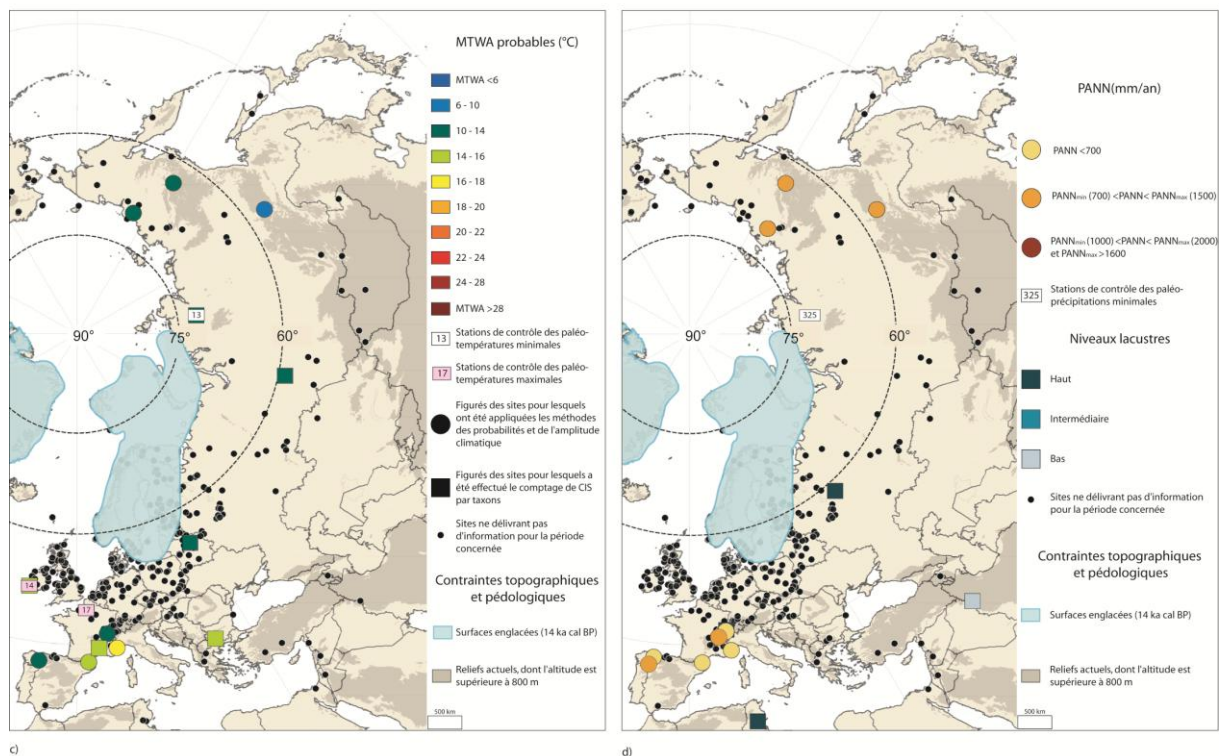 MTWA probables (°C)
MTWA <6
6 - 10
10 - 14
14 - 16
16 - 18
18 - 20
20 - 22
22 - 24
24 - 28
MTWA >28
13
Stations de contrôle des paléo-
températures minimales
17
Stations de contrôle des paléo-
températures maximales
Figurés des sites pour lesquels
ont été appliquées les méthodes
des probabilités et de l'amplitude
climatique
Figurés des sites pour lesquels a
été effectué le comptage de CIS
par taxons
Sites ne délivrant pas
d'information pour la période
concernée
Contraintes topographiques
et pédologiques
Surfaces englacées (14 ka cal BP)
Reliefs actuels, dont l'altitude est
supérieure à 800 m
500 km
13
90°
75°
60°
14
17
c)
PANN(mm/an)
PANN <700
PANNmin (700) <PANN< PANNmax (1500)
PANNmin (1000) <PANN< PANNmax (2000)
et PANNmax >1600
325
Stations de contrôle des paléo-
précipitations minimales
Niveaux lacustres
Haut
Intermédiaire
Bas
Sites ne délivrant pas d'information
pour la période concernée
Contraintes topographiques
et pédologiques
Surfaces englacées (14 ka cal BP)
Reliefs actuels, dont l'altitude est
supérieure à 800 m
500 km
325
90°
75°
60°
d)